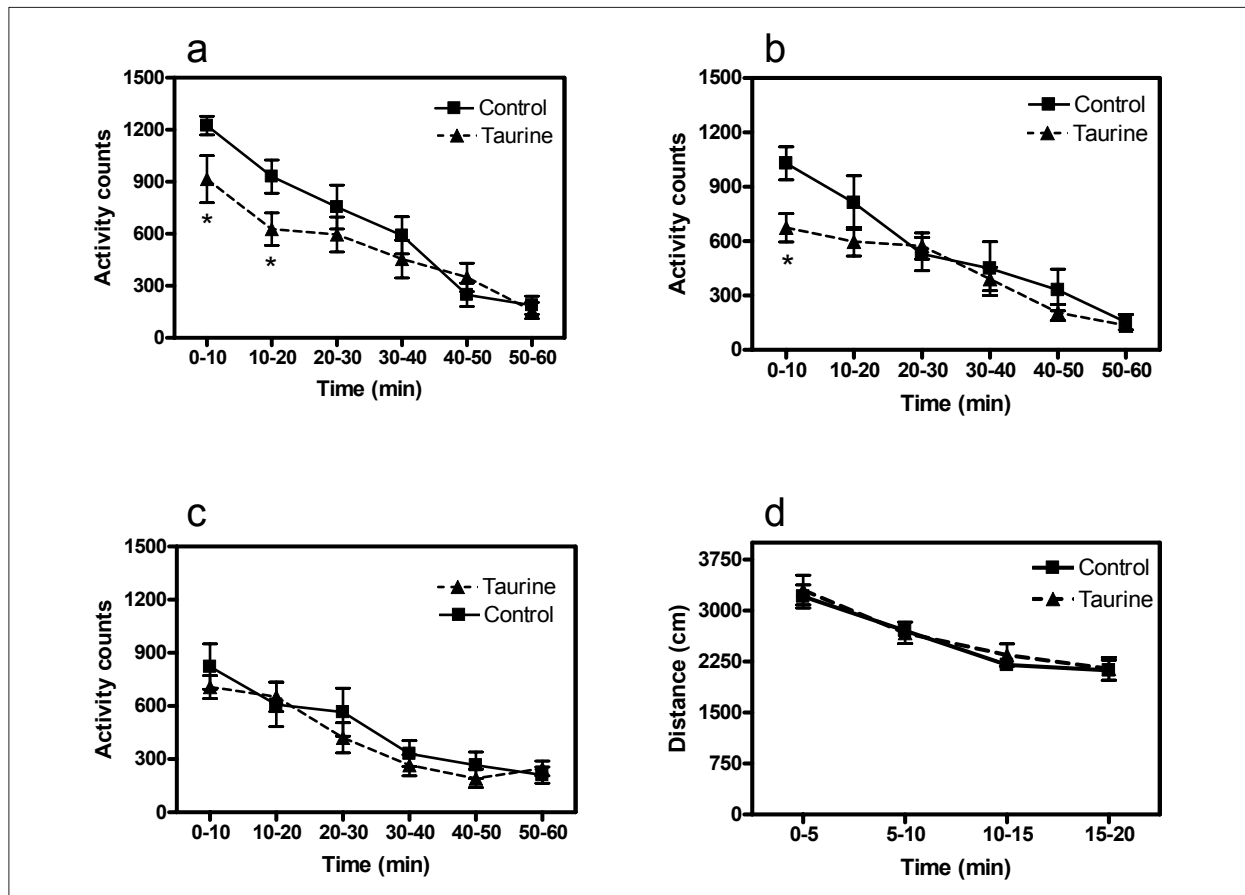 a
1500
1200
900
600
300
0
Activity counts
Control
Taurine
*
*
0-10 10-20 20-30 30-40 40-50 50-60
Time (min)
b
1500
1200
900
600
300
0
Activity counts
Control
Taurine
*
0-10 10-20 20-30 30-40 40-50 50-60
Time (min)
c
1500
1200
900
600
300
0
Activity counts
Taurine
Control
0-10 10-20 20-30 30-40 40-50 50-60
Time (min)
d
3750
3000
2250
1500
750
0
Distance (cm)
Control
Taurine
0-5 5-10 10-15 15-20
Time (min)